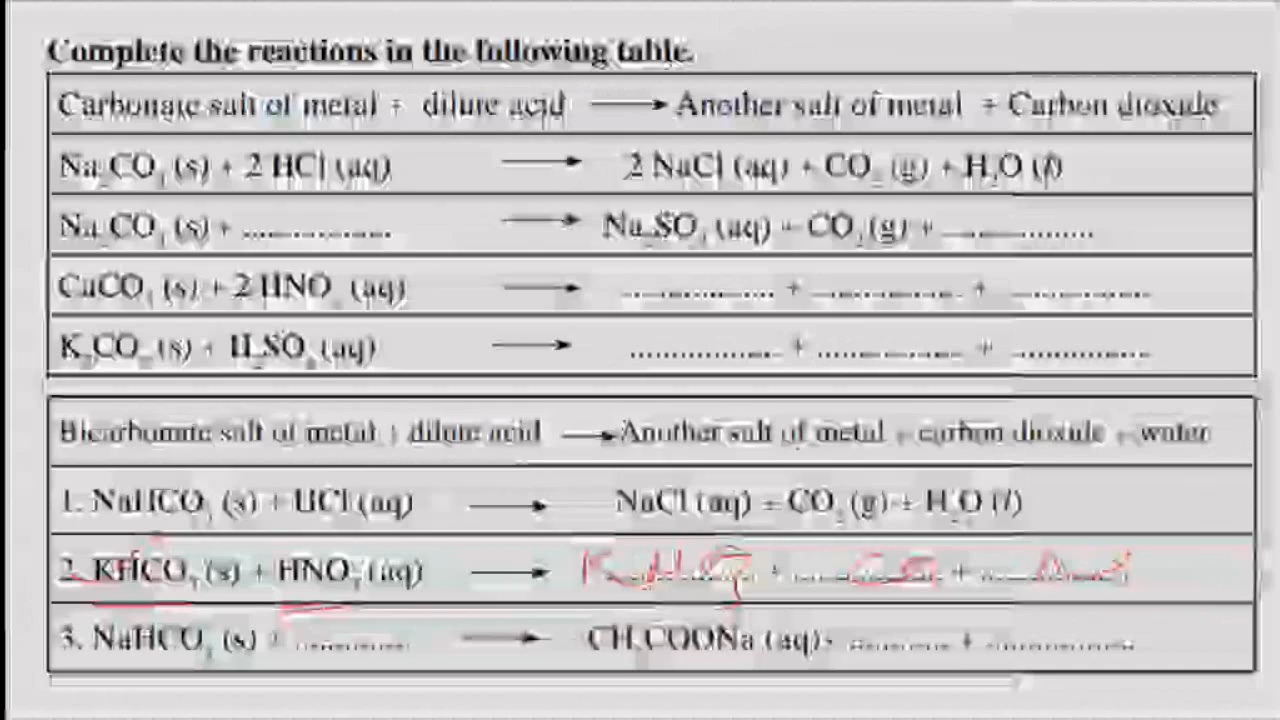 Complete the reactions in the following table.
Carbonate salt of metal + dilute acid → Another salt of metal + Carbon dioxide
Na₂CO₃ (s) + 2 HCl (aq) → 2 NaCl (aq) + CO₂ (g) + H₂O (l)
Na₂CO₃ (s) + ................ → Na₂SO₄ (aq) + CO₂ (g) + ................
CaCO₃ (s) + 2 HNO₃ (aq) → ................ + ................ + ................
K₂CO₃ (s) + H₂SO₄ (aq) → ................ + ................ + ................
Bicarbonate salt of metal + dilute acid → Another salt of metal + carbon dioxide + water
1. NaHCO₃ (s) + HCl (aq) → NaCl (aq) + CO₂ (g) + H₂O (l)
2. KHCO₃ (s) + HNO₃ (aq) → + +
3. NaHCO₃ (s) + ................ → CH₃COONa (aq)+ ................ + ................